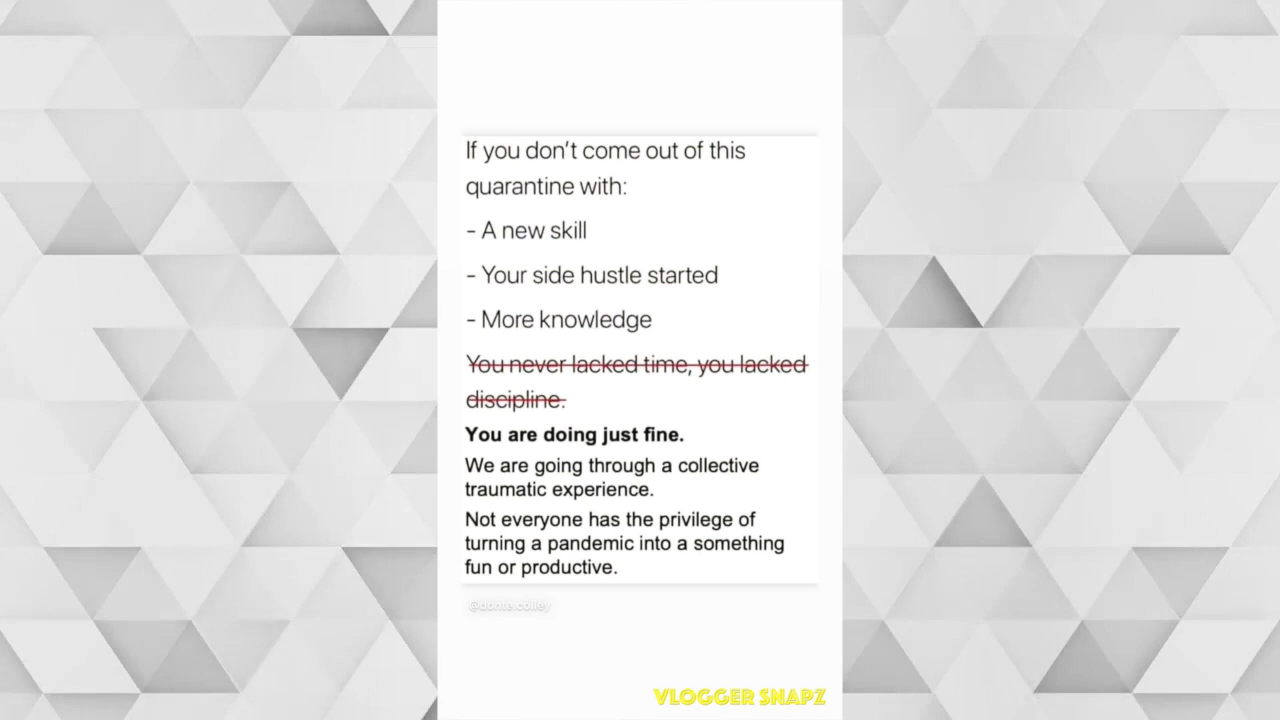 If you don't come out of this
quarantine with:
- A new skill
- Your side hustle started
- More knowledge
You never lacked time, you lacked
discipline.
You are doing just fine.
We are going through a collective
traumatic experience.
Not everyone has the privilege of
turning a pandemic into a something
fun or productive.
@donte.colley
VLOGGER SNAPZ